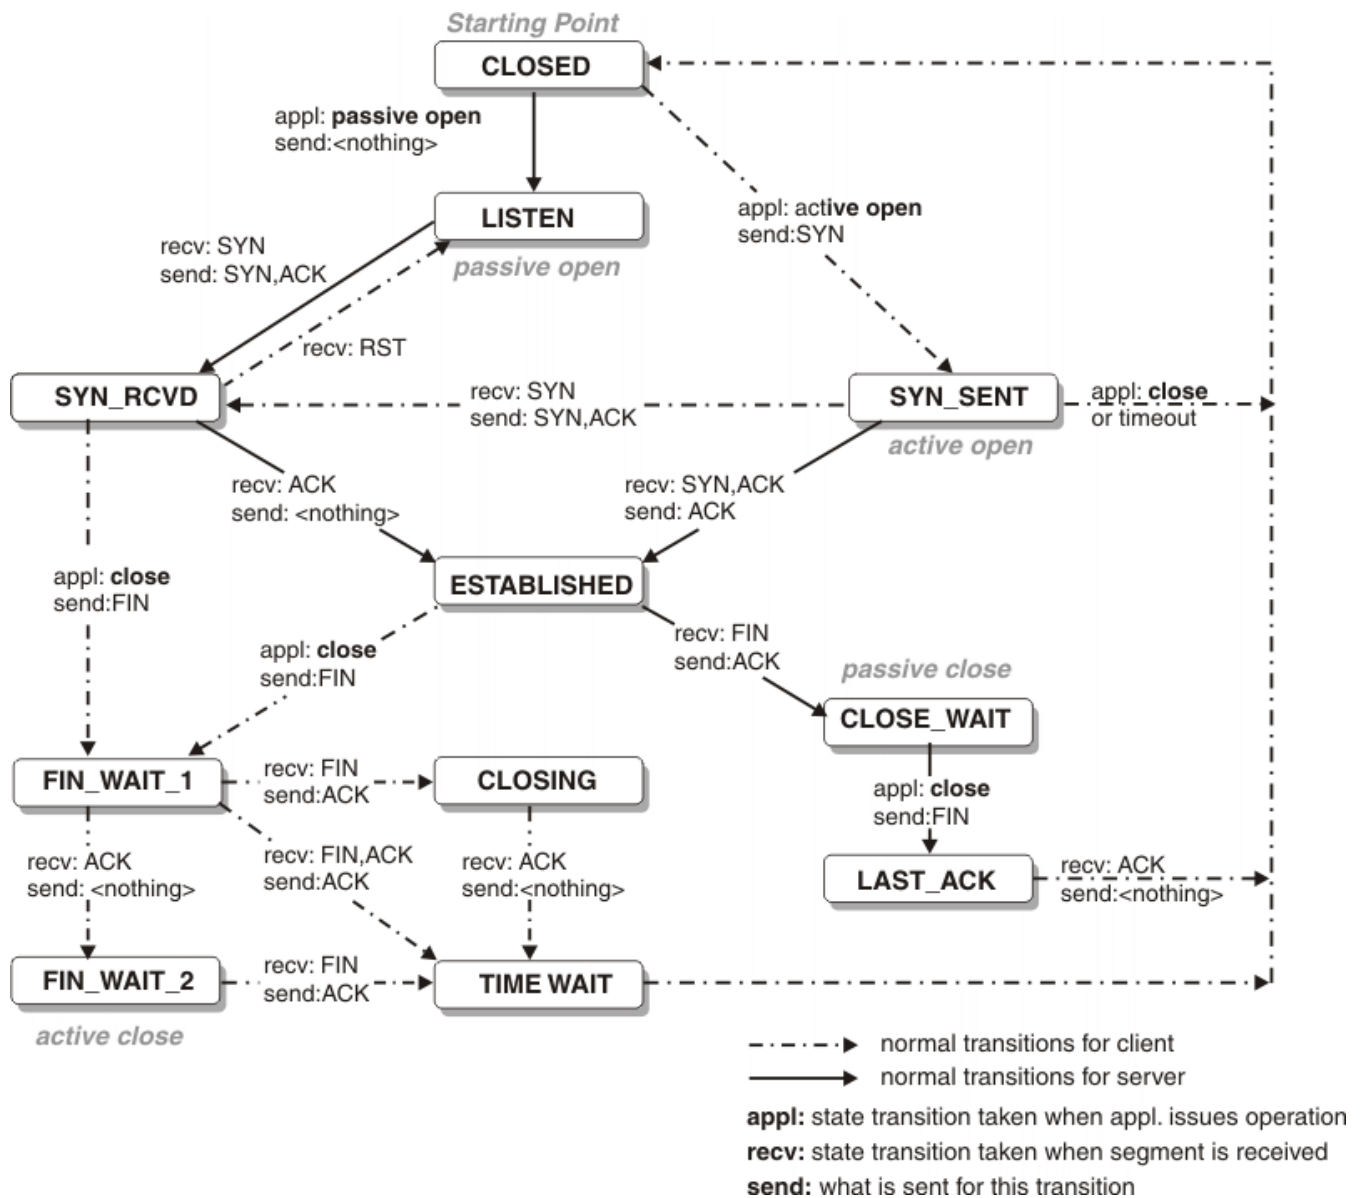 Starting Point
CLOSED
appl: passive open
send:<nothing>
LISTEN
passive open
appl: active open
send:SYN
recv: SYN
send: SYN,ACK
recv: RST
SYN_RCVD
recv: SYN
send: SYN,ACK
SYN_SENT
active open
appl: close
or timeout
recv: ACK
send: <nothing>
recv: SYN,ACK
send: ACK
appl: close
send:FIN
ESTABLISHED
appl: close
send:FIN
recv: FIN
send:ACK
passive close
CLOSE_WAIT
FIN_WAIT_1
recv: FIN
send:ACK
CLOSING
appl: close
send:FIN
recv: ACK
send: <nothing>
recv: FIN,ACK
send:ACK
recv: ACK
send:<nothing>
LAST_ACK
recv: ACK
send:<nothing>
FIN_WAIT_2
active close
recv: FIN
send:ACK
TIME WAIT
normal transitions for client
normal transitions for server
appl: state transition taken when appl. issues operation
recv: state transition taken when segment is received
send: what is sent for this transition